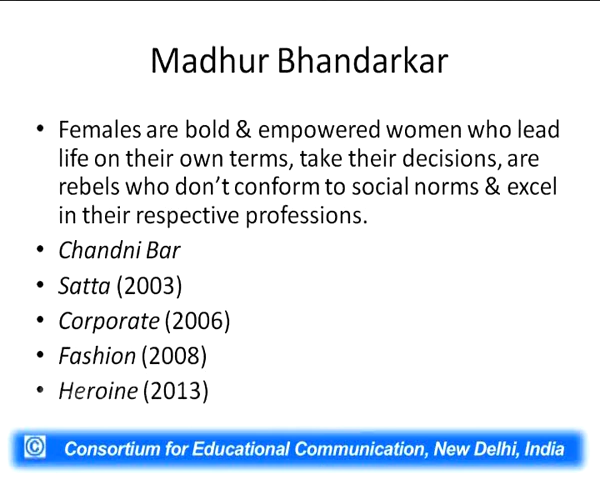 Madhur Bhandarkar
• Females are bold & empowered women who lead
life on their own terms, take their decisions, are
rebels who don’t conform to social norms & excel
in their respective professions.
• Chandni Bar
• Satta (2003)
• Corporate (2006)
• Fashion (2008)
• Heroine (2013)
© Consortium for Educational Communication, New Delhi, India